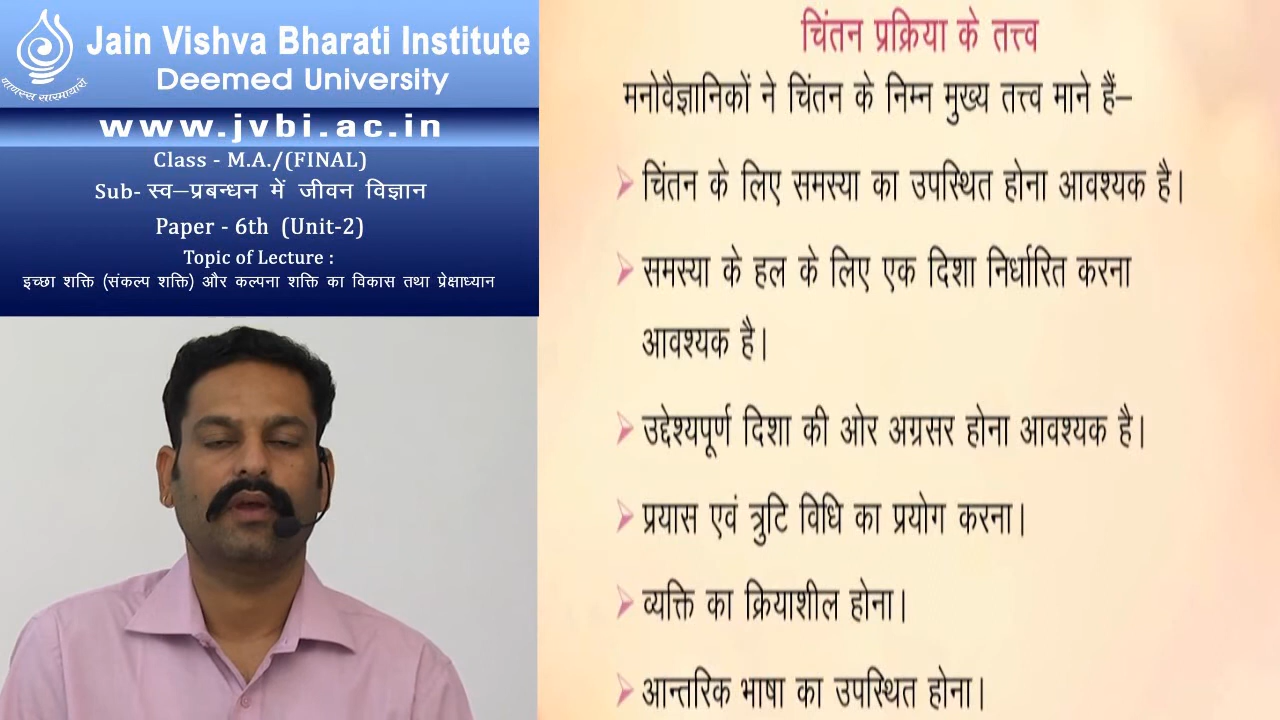 Jain Vishva Bharati Institute
Deemed University
www.jvbi.ac.in
Class - M.A./(FINAL)
Sub- स्व–प्रबन्धन में जीवन विज्ञान
Paper - 6th (Unit-2)
Topic of Lecture :
इच्छा शक्ति (संकल्प शक्ति) और कल्पना शक्ति का विकास तथा प्रेक्षाध्यान
चिंतन प्रक्रिया के तत्त्व
मनोवैज्ञानिकों ने चिंतन के निम्न मुख्य तत्त्व माने हैं–
चिंतन के लिए समस्या का उपस्थित होना आवश्यक है।
समस्या के हल के लिए एक दिशा निर्धारित करना
आवश्यक है।
उद्देश्यपूर्ण दिशा की ओर अग्रसर होना आवश्यक है।
प्रयास एवं त्रुटि विधि का प्रयोग करना।
व्यक्ति का क्रियाशील होना।
आन्तरिक भाषा का उपस्थित होना।